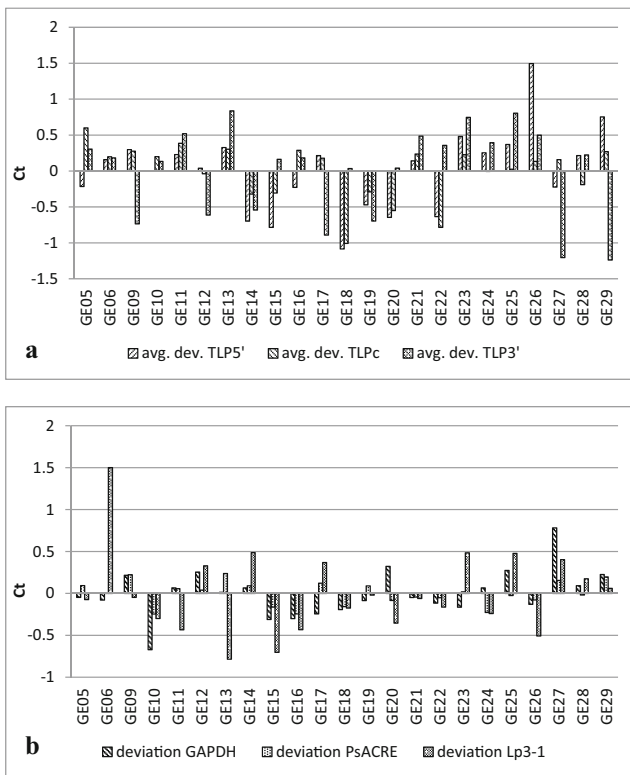 2
1.5
1
0.5
0
-0.5
-1
-1.5
Ct
GE05 GE06 GE09 GE10 GE11 GE12 GE13 GE14 GE15 GE16 GE17 GE18 GE19 GE20 GE21 GE22 GE23 GE24 GE25 GE26 GE27 GE28 GE29
a avg. dev. TLP5' avg. dev. TLPc avg. dev. TLP3'
2
1.5
1
0.5
0
-0.5
-1
Ct
GE05 GE06 GE09 GE10 GE11 GE12 GE13 GE14 GE15 GE16 GE17 GE18 GE19 GE20 GE21 GE22 GE23 GE24 GE25 GE26 GE27 GE28 GE29
b deviation GAPDH deviation PsACRE deviation Lp3-1